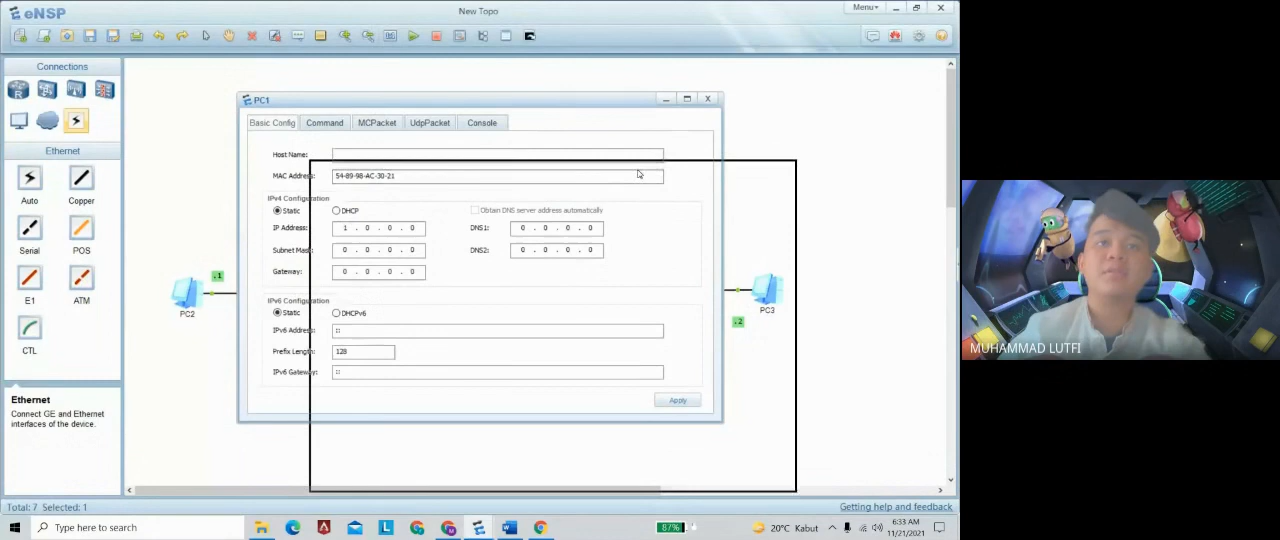 eNSP
New Topo
Menu
Connections
R
Ethernet
Auto
Copper
Serial
POS
E1
ATM
CTL
Ethernet
Connect GE and Ethernet
interfaces of the device.
PC1
Basic Config
Command
MCPacket
UdpPacket
Console
Host Name:
MAC Address:
54-89-98-AC-30-21
IPv4 Configuration
Static
DHCP
Obtain DNS server address automatically
IP Address:
1 . 0 . 0 . 0
DNS1:
0 . 0 . 0 . 0
Subnet Mask:
0 . 0 . 0 . 0
DNS2:
0 . 0 . 0 . 0
Gateway:
0 . 0 . 0 . 0
IPv6 Configuration
Static
DHCPv6
IPv6 Address:
::
Prefix Length:
128
IPv6 Gateway:
::
Apply
.1
PC2
PC3
.2
Total: 7 Selected: 1
Getting help and feedback
Type here to search
87%
20°C Kabut
6:33 AM
11/21/2021
MUHAMMAD LUTFI